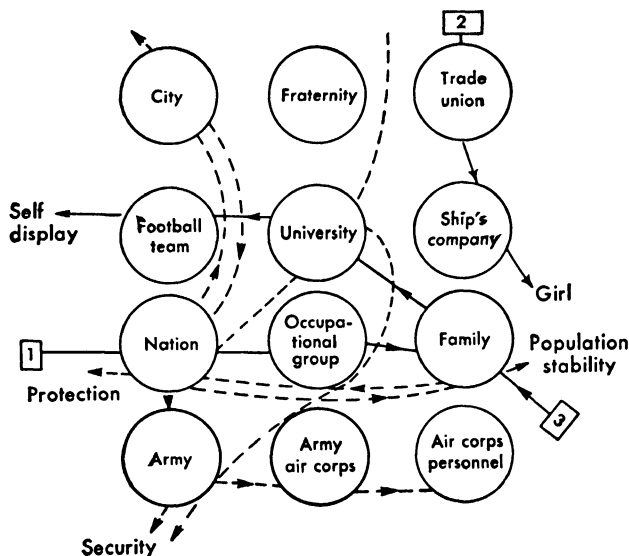 2
City
Fraternity
Trade
union
Self
display
Football
team
University
Ship's
company
Girl
1
Nation
Occupa-
tional
group
Family
Population
stability
Protection
3
Army
Army
air corps
Air corps
personnel
Security